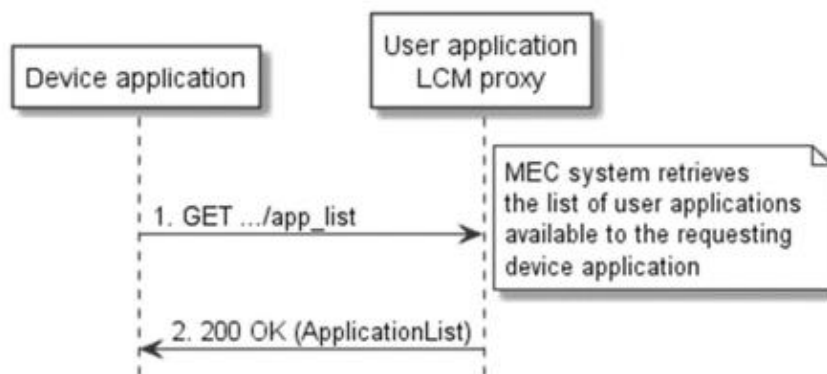 Device application
User application
LCM proxy
MEC system retrieves
the list of user applications
available to the requesting
device application
1. GET .../app_list
2. 200 OK (ApplicationList)